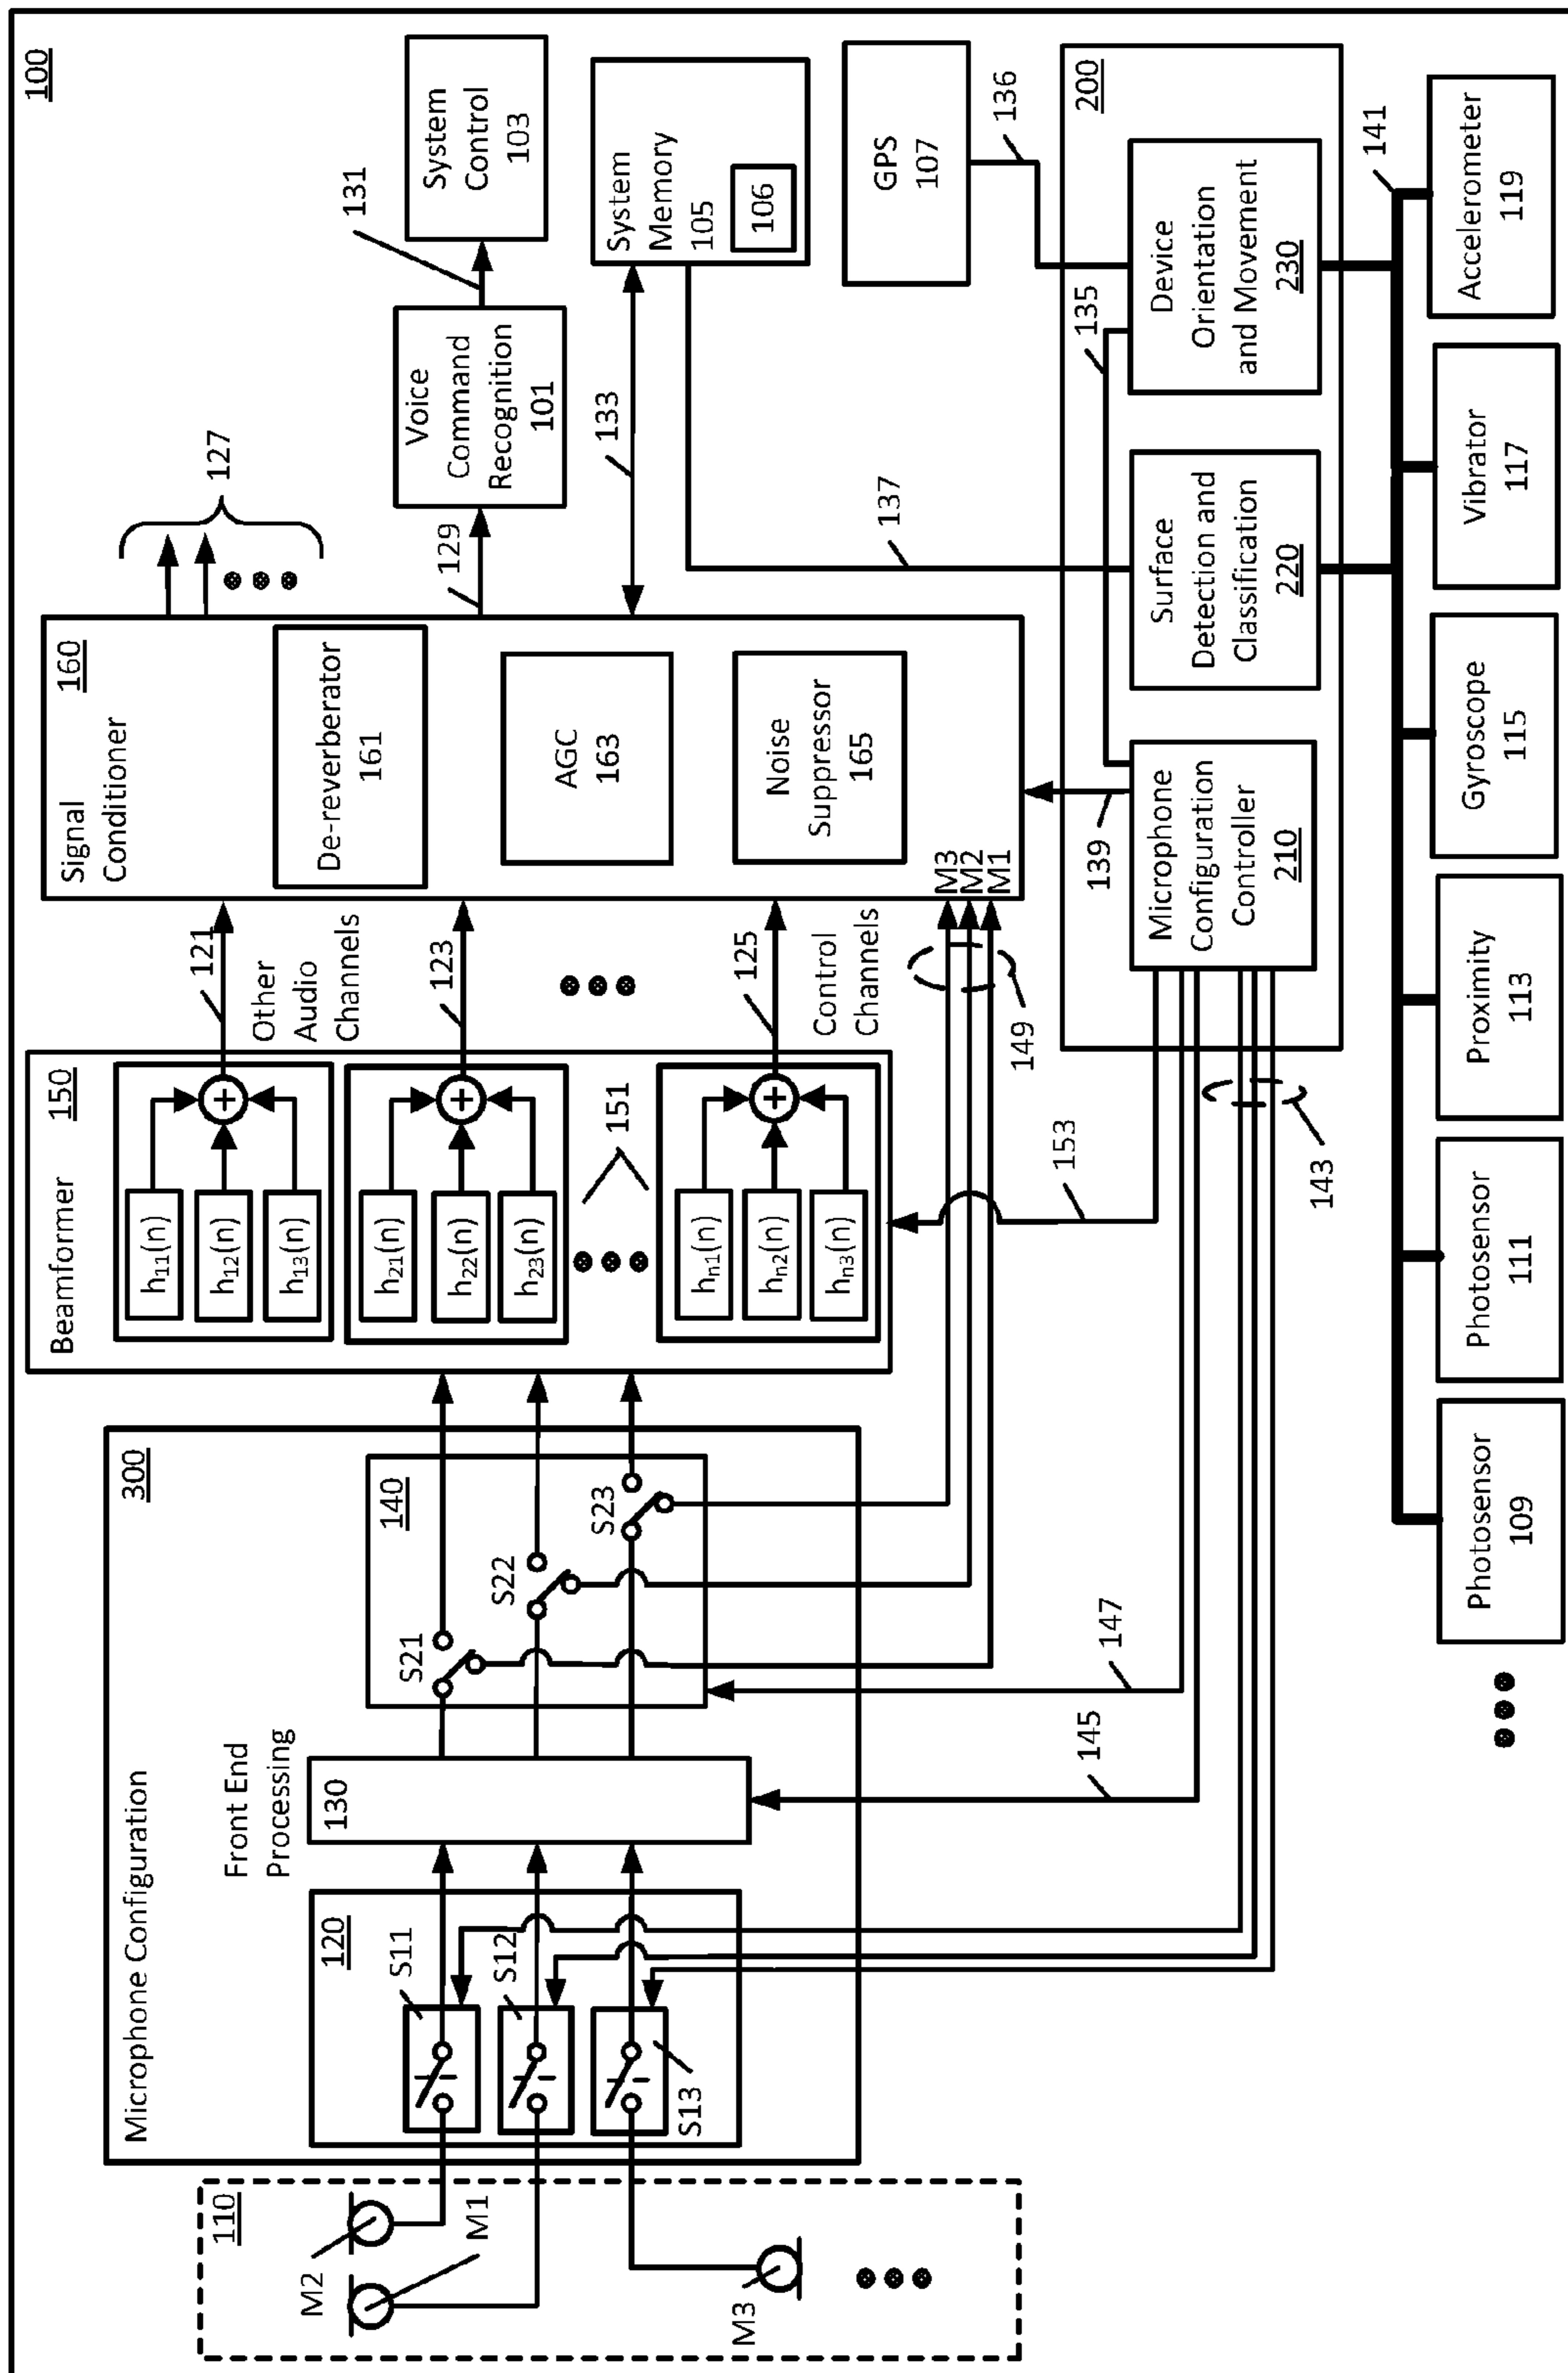 100
Microphone Configuration
300
Beamformer
150
Signal
Conditioner
160
127
110
M2
M1
M3
120
S11
S12
S13
Front End
Processing
130
140
S21
S22
S23
h11(n)
h12(n)
h13(n)
h21(n)
h22(n)
h23(n)
151
hn1(n)
hn2(n)
hn3(n)
121
Other
Audio
Channels
123
125
Control
Channels
De-reverberator
161
AGC
163
Noise
Suppressor
165
M3
M2
M1
129
Voice
Command
Recognition
101
131
System
Control
103
133
System
Memory
105
106
137
GPS
107
136
149
153
139
135
143
145
147
200
Microphone
Configuration
Controller
210
Surface
Detection and
Classification
220
Device
Orientation
and Movement
230
141
Photosensor
109
Photosensor
111
Proximity
113
Gyroscope
115
Vibrator
117
Accelerometer
119